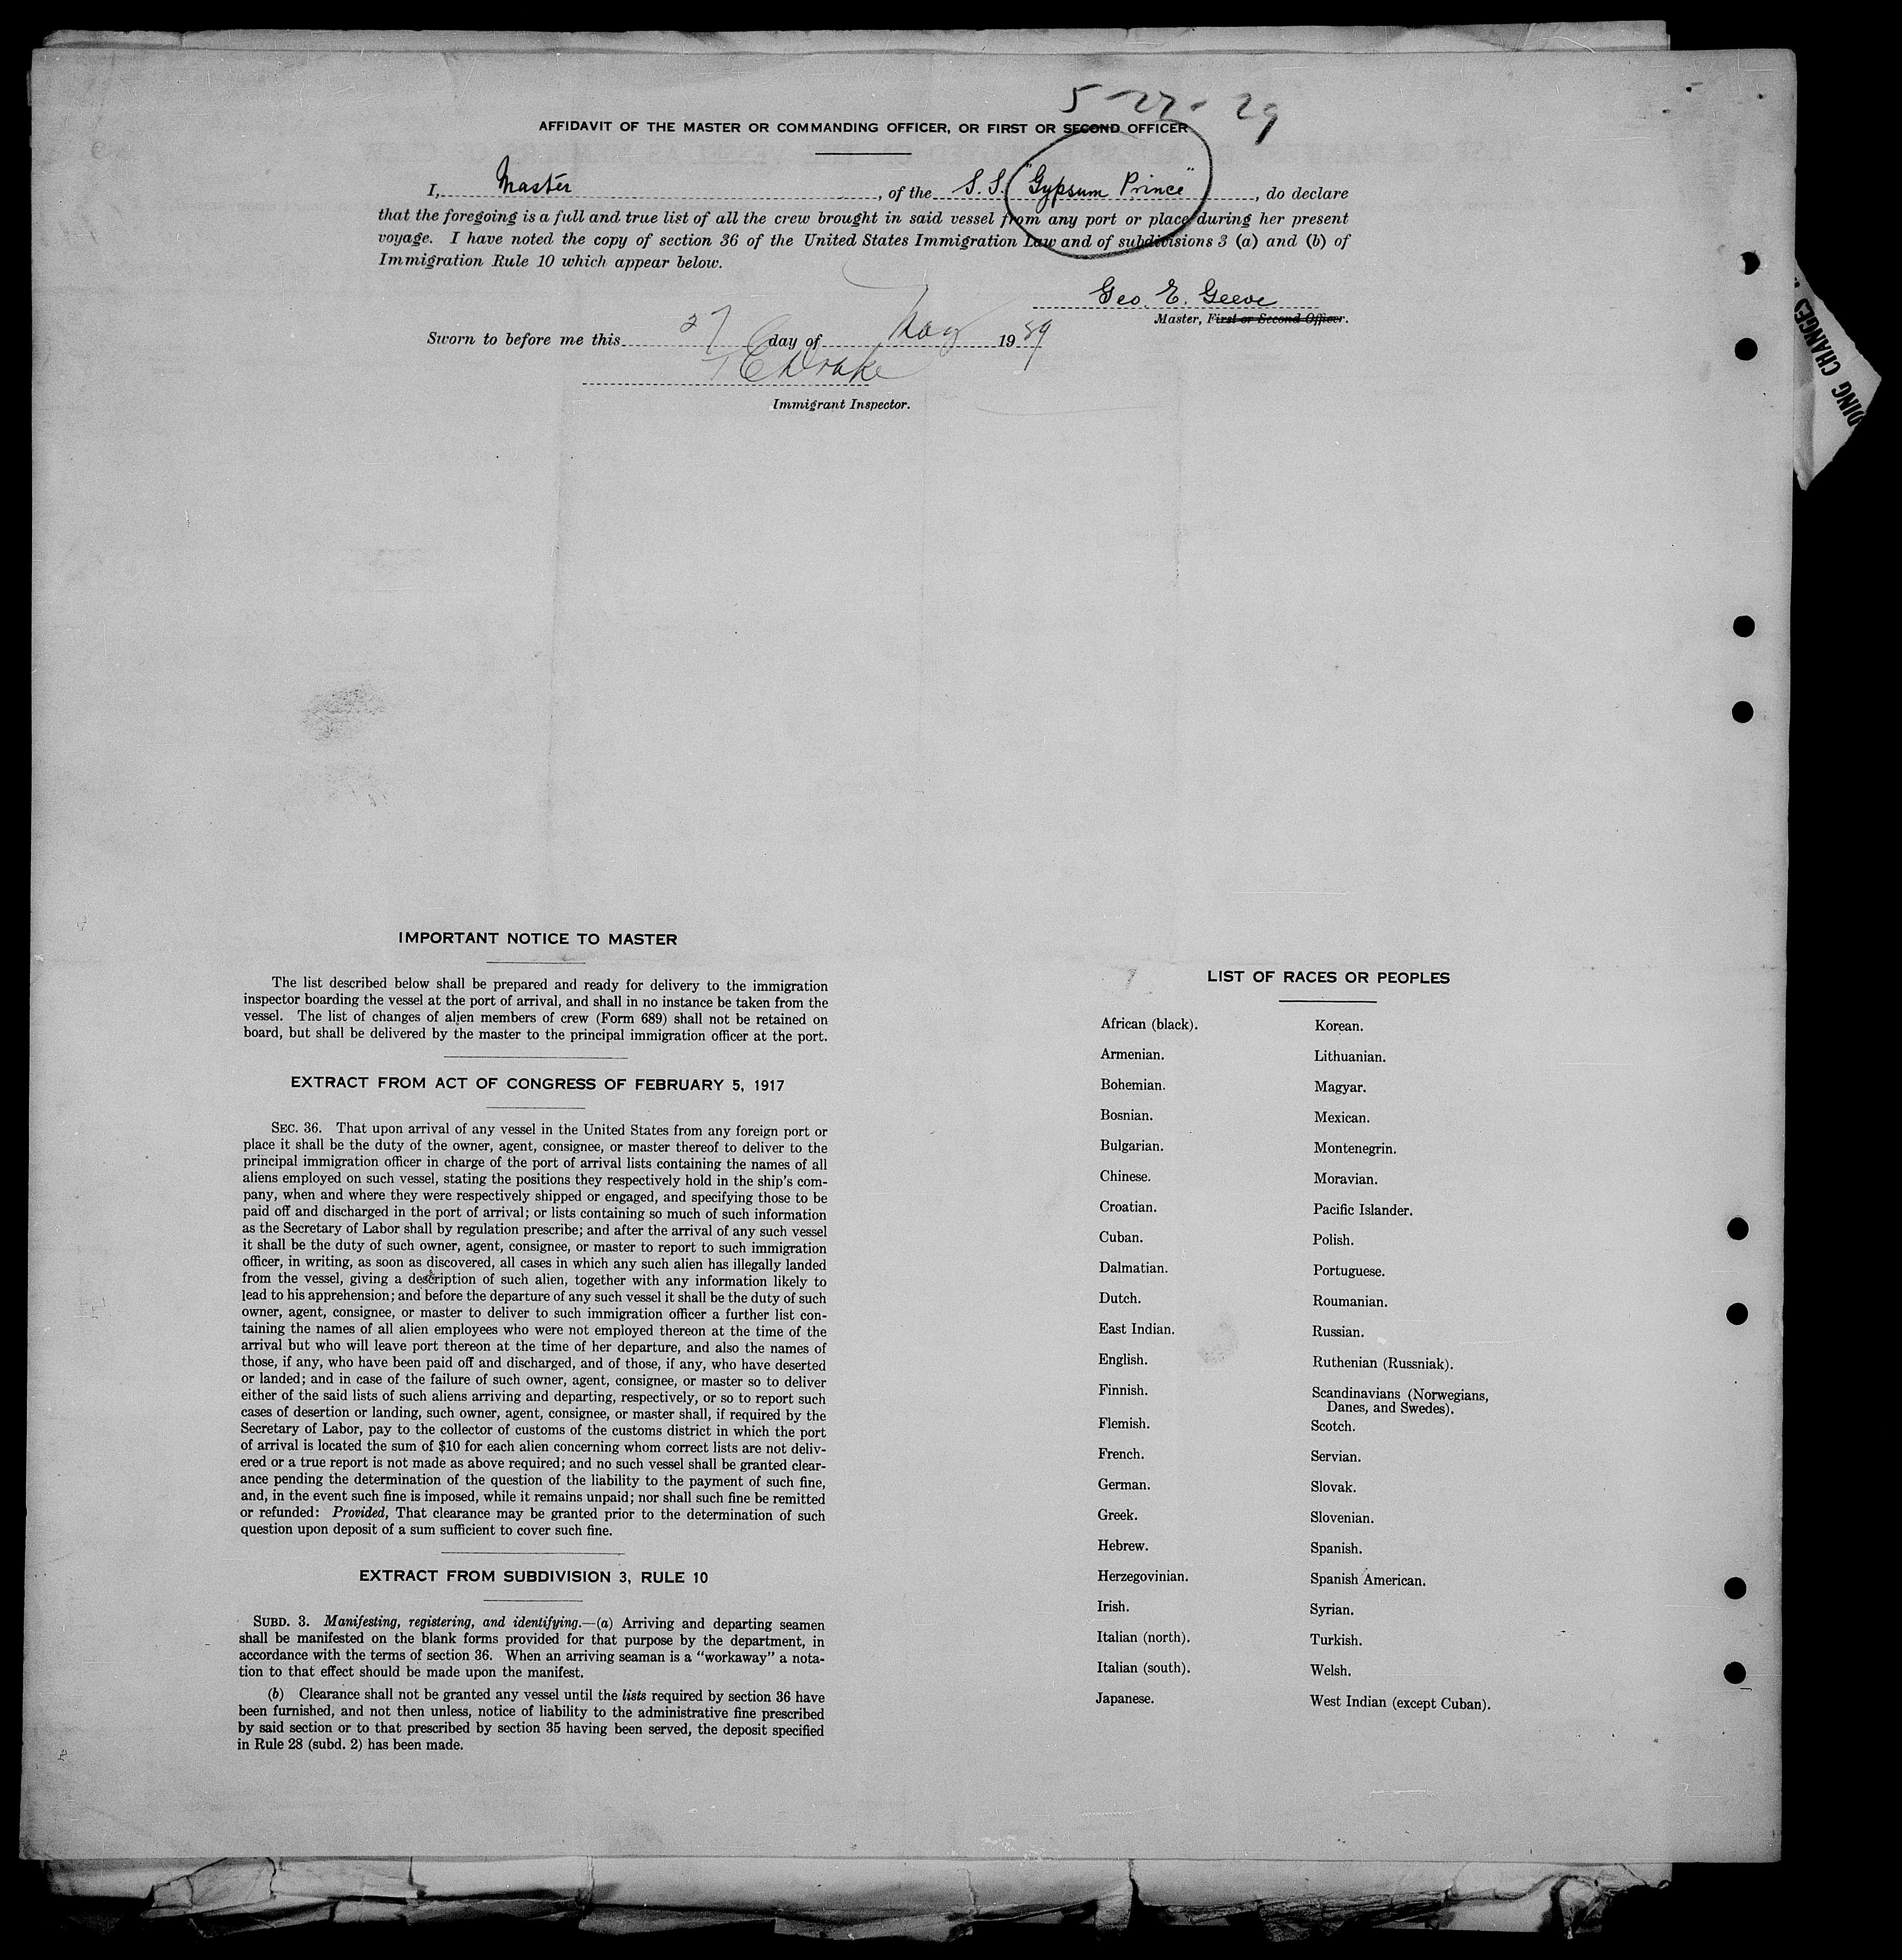 5-27-29
AFFIDAVIT OF THE MASTER OR COMMANDING OFFICER, OR FIRST OR SECOND OFFICER
I, Master, of the S.S. "Gypsum Prince", do declare
that the foregoing is a full and true list of all the crew brought in said vessel from any port or place during her present
voyage. I have noted the copy of section 36 of the United States Immigration Law and of subdivisions 3 (a) and (b) of
Immigration Rule 10 which appear below.
Geo. E. Geeve
Master, First or Second Officer.
Sworn to before me this 27 day of May 1929
Drake
Immigrant Inspector.
DING CHANGES
IMPORTANT NOTICE TO MASTER
The list described below shall be prepared and ready for delivery to the immigration
inspector boarding the vessel at the port of arrival, and shall in no instance be taken from the
vessel. The list of changes of alien members of crew (Form 689) shall not be retained on
board, but shall be delivered by the master to the principal immigration officer at the port.
EXTRACT FROM ACT OF CONGRESS OF FEBRUARY 5, 1917
SEC. 36. That upon arrival of any vessel in the United States from any foreign port or
place it shall be the duty of the owner, agent, consignee, or master thereof to deliver to the
principal immigration officer in charge of the port of arrival lists containing the names of all
aliens employed on such vessel, stating the positions they respectively hold in the ship's com-
pany, when and where they were respectively shipped or engaged, and specifying those to be
paid off and discharged in the port of arrival; or lists containing so much of such information
as the Secretary of Labor shall by regulation prescribe; and after the arrival of any such vessel
it shall be the duty of such owner, agent, consignee, or master to report to such immigration
officer, in writing, as soon as discovered, all cases in which any such alien has illegally landed
from the vessel, giving a description of such alien, together with any information likely to
lead to his apprehension; and before the departure of any such vessel it shall be the duty of such
owner, agent, consignee, or master to deliver to such immigration officer a further list con-
taining the names of all alien employees who were not employed thereon at the time of the
arrival but who will leave port thereon at the time of her departure, and also the names of
those, if any, who have been paid off and discharged, and of those, if any, who have deserted
or landed; and in case of the failure of such owner, agent, consignee, or master so to deliver
either of the said lists of such aliens arriving and departing, respectively, or so to report such
cases of desertion or landing, such owner, agent, consignee, or master shall, if required by the
Secretary of Labor, pay to the collector of customs of the customs district in which the port
of arrival is located the sum of $10 for each alien concerning whom correct lists are not deliv-
ered or a true report is not made as above required; and no such vessel shall be granted clear-
ance pending the determination of the question of the liability to the payment of such fine,
and, in the event such fine is imposed, while it remains unpaid; nor shall such fine be remitted
or refunded: Provided, That clearance may be granted prior to the determination of such
question upon deposit of a sum sufficient to cover such fine.
EXTRACT FROM SUBDIVISION 3, RULE 10
SUBD. 3. Manifesting, registering, and identifying.—(a) Arriving and departing seamen
shall be manifested on the blank forms provided for that purpose by the department, in
accordance with the terms of section 36. When an arriving seaman is a "workaway" a nota-
tion to that effect should be made upon the manifest.
(b) Clearance shall not be granted any vessel until the lists required by section 36 have
been furnished, and not then unless, notice of liability to the administrative fine prescribed
by said section or to that prescribed by section 35 having been served, the deposit specified
in Rule 28 (subd. 2) has been made.
LIST OF RACES OR PEOPLES
African (black).
Armenian.
Bohemian.
Bosnian.
Bulgarian.
Chinese.
Croatian.
Cuban.
Dalmatian.
Dutch.
East Indian.
English.
Finnish.
Flemish.
French.
German.
Greek.
Hebrew.
Herzegovinian.
Irish.
Italian (north).
Italian (south).
Japanese.
Korean.
Lithuanian.
Magyar.
Mexican.
Montenegrin.
Moravian.
Pacific Islander.
Polish.
Portuguese.
Roumanian.
Russian.
Ruthenian (Russniak).
Scandinavians (Norwegians,
Danes, and Swedes).
Scotch.
Servian.
Slovak.
Slovenian.
Spanish.
Spanish American.
Syrian.
Turkish.
Welsh.
West Indian (except Cuban).